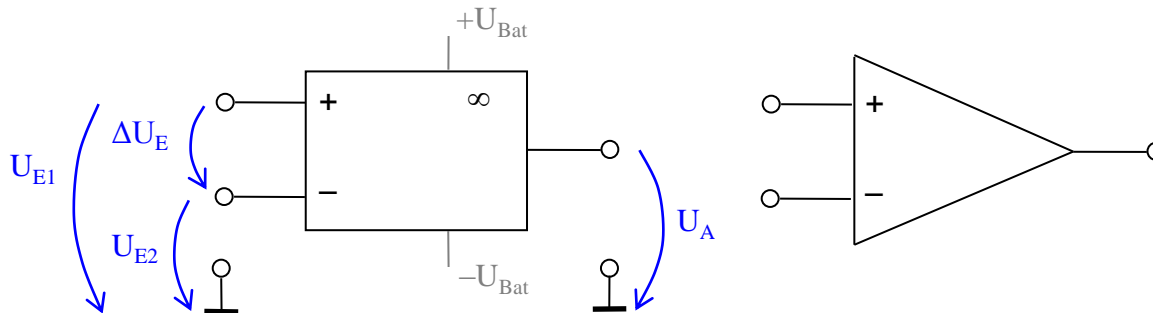 +U_Bat
+ ∞
+
ΔU_E
U_E1
−
−
U_E2
U_A
−U_Bat